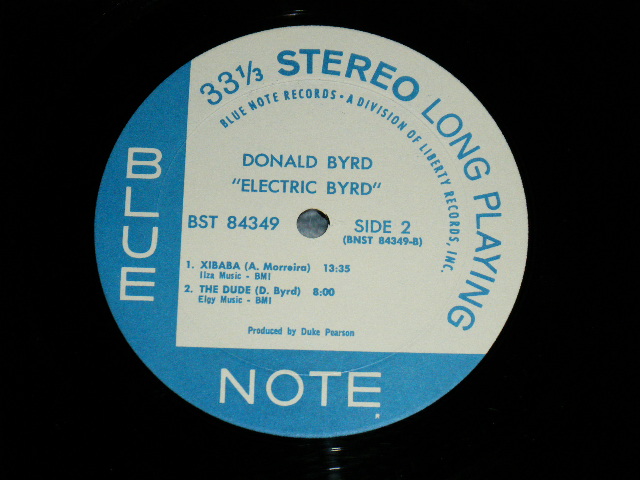 33⅓ STEREO LONG PLAYING
BLUE NOTE RECORDS • A DIVISION OF LIBERTY RECORDS, INC.
DONALD BYRD
"ELECTRIC BYRD"
BST 84349
SIDE 2
(BNST 84349-B)
1. XIBABA (A. Morreira) 13:35
Ilza Music - BMI
2. THE DUDE (D. Byrd) 8:00
Elgy Music - BMI
Produced by Duke Pearson
BLUE
NOTE